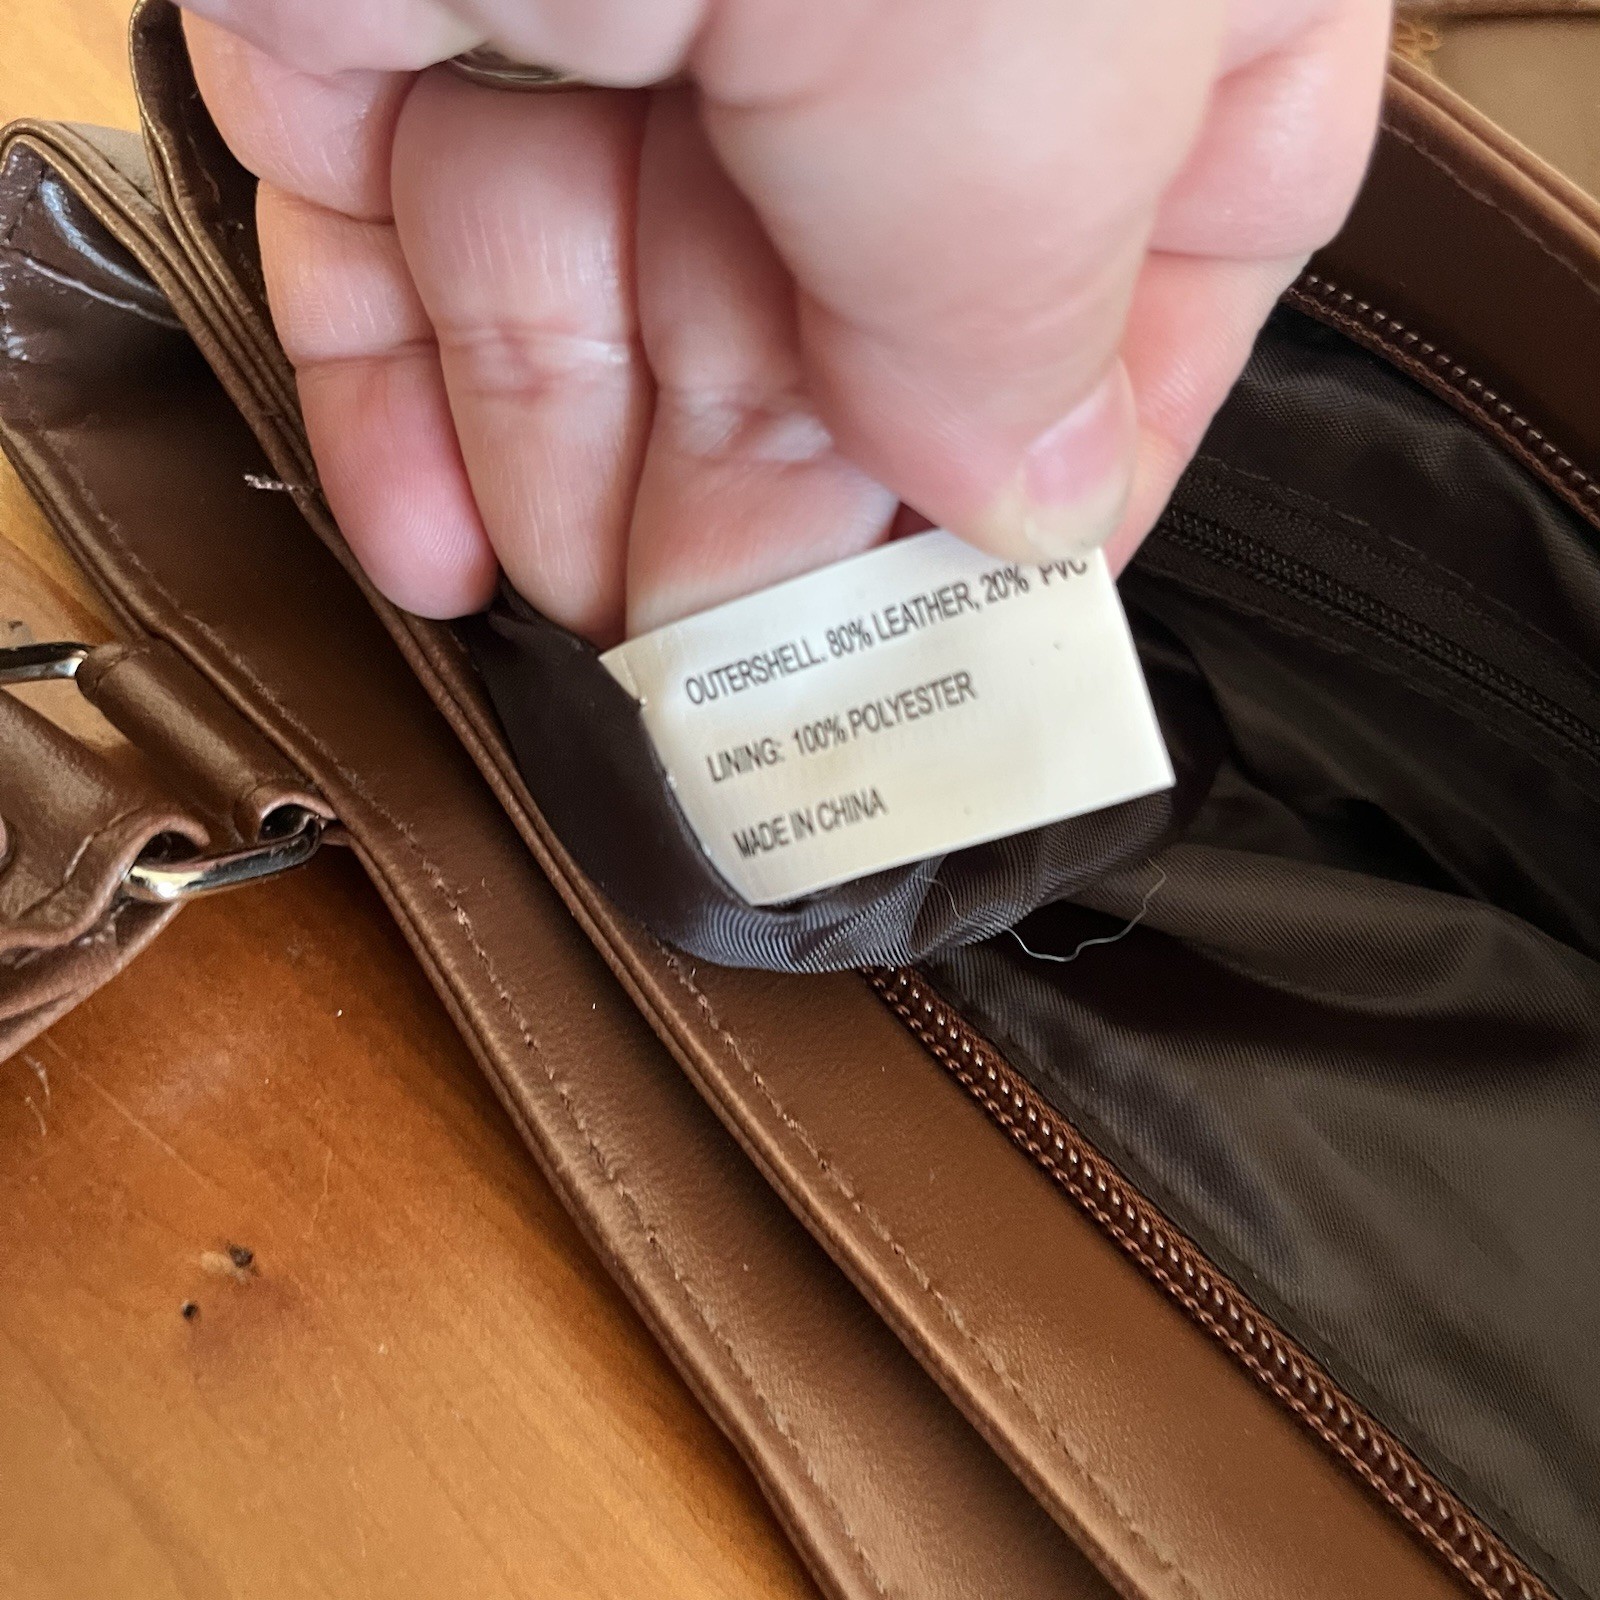 OUTERSHELL. 80% LEATHER, 20% PVC
LINING: 100% POLYESTER
MADE IN CHINA